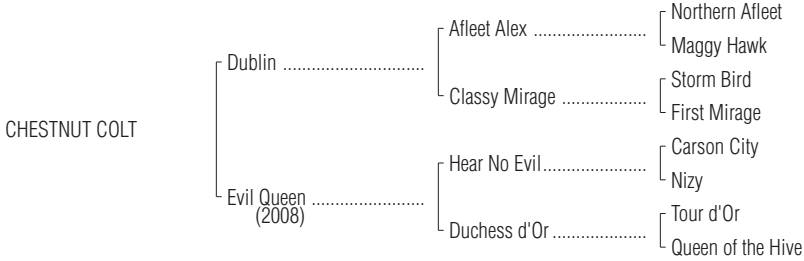 Northern Afleet
Afleet Alex ........................
Maggy Hawk
Dublin ..............................
Storm Bird
Classy Mirage ..................
First Mirage
CHESTNUT COLT
Carson City
Hear No Evil......................
Nizy
Evil Queen ........................
(2008)
Tour d'Or
Duchess d'Or ....................
Queen of the Hive